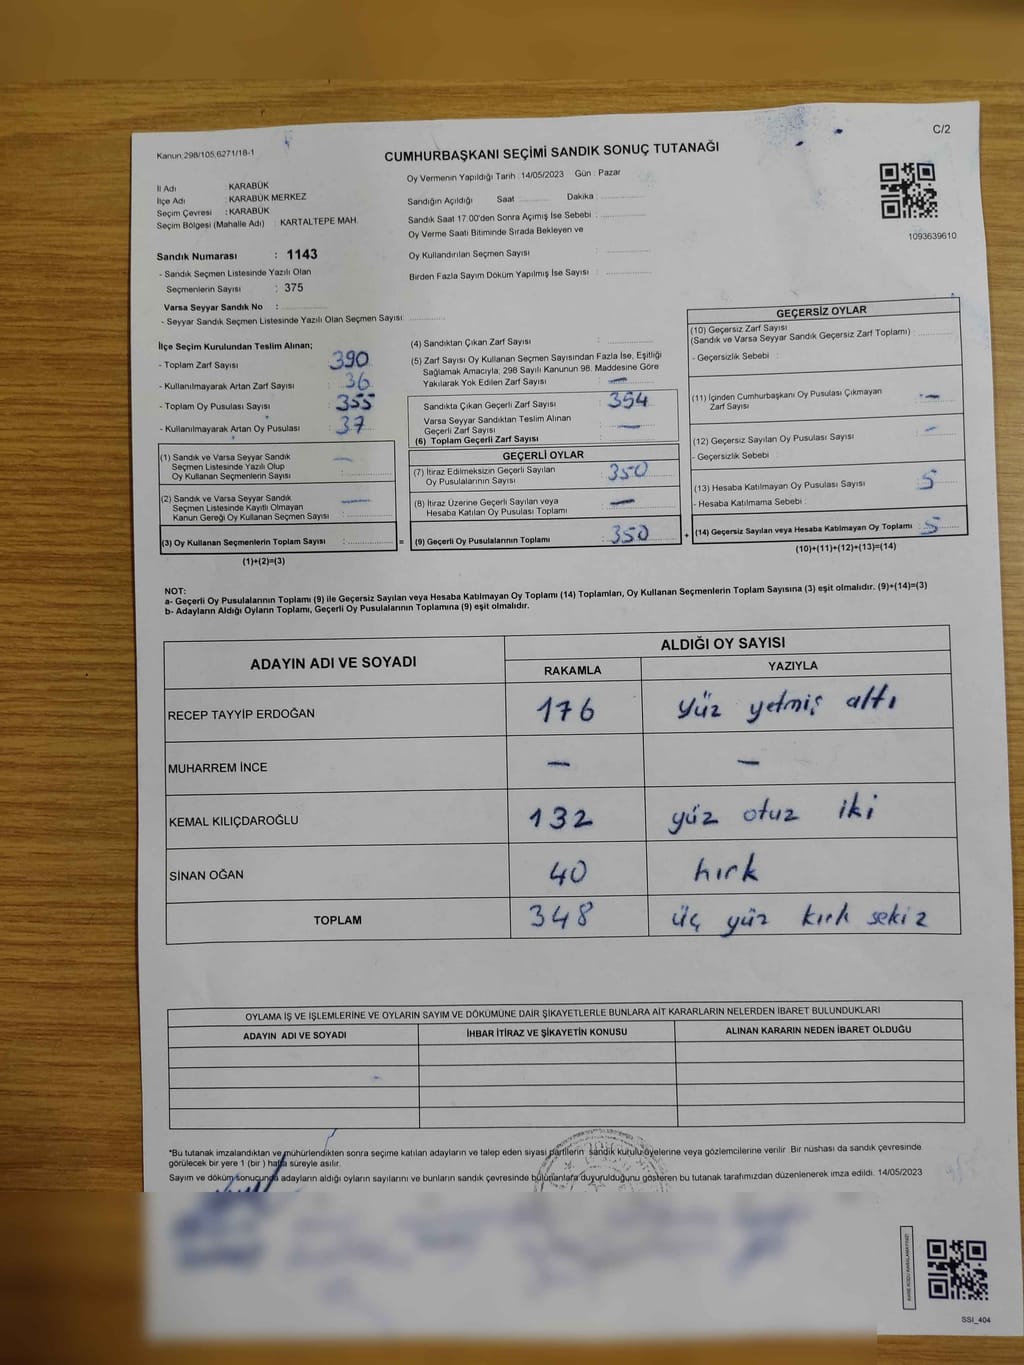 C/2
Kanun:298/105,6271/18-1
CUMHURBAŞKANI SEÇİMİ SANDIK SONUÇ TUTANAĞI
İl Adı : KARABÜK
İlçe Adı : KARABÜK MERKEZ
Seçim Çevresi : KARABÜK
Seçim Bölgesi (Mahalle Adı) : KARTALTEPE MAH.
Oy Vermenin Yapıldığı Tarih : 14/05/2023 Gün : Pazar
Sandığın Açıldığı Saat Dakika
Sandık Saat 17.00'den Sonra Açımış İse Sebebi :
Oy Verme Saati Bitiminde Sırada Bekleyen ve
Oy Kullandırılan Seçmen Sayısı :
Birden Fazla Sayım Döküm Yapılmış İse Sayısı :
1093639610
Sandık Numarası : 1143
- Sandık Seçmen Listesinde Yazılı Olan
Seçmenlerin Sayısı : 375
Varsa Seyyar Sandık No :
- Seyyar Sandık Seçmen Listesinde Yazılı Olan Seçmen Sayısı:
İlçe Seçim Kurulundan Teslim Alınan;
- Toplam Zarf Sayısı : 390
- Kullanılmayarak Artan Zarf Sayısı : 36
- Toplam Oy Pusulası Sayısı : 355
- Kullanılmayarak Artan Oy Pusulası : 37
(1) Sandık ve Varsa Seyyar Sandık
Seçmen Listesinde Yazılı Olup
Oy Kullanan Seçmenlerin Sayısı : —
(2) Sandık ve Varsa Seyyar Sandık
Seçmen Listesinde Kayıtlı Olmayan
Kanun Gereği Oy Kullanan Seçmen Sayısı : —
(3) Oy Kullanan Seçmenlerin Toplam Sayısı : =
(1)+(2)=(3)
(4) Sandıktan Çıkan Zarf Sayısı :
(5) Zarf Sayısı Oy Kullanan Seçmen Sayısından Fazla İse, Eşitliği
Sağlamak Amacıyla; 298 Sayılı Kanunun 98. Maddesine Göre
Yakılarak Yok Edilen Zarf Sayısı : —
Sandıkta Çıkan Geçerli Zarf Sayısı : 354
Varsa Seyyar Sandıktan Teslim Alınan
Geçerli Zarf Sayısı : —
(6) Toplam Geçerli Zarf Sayısı :
GEÇERLİ OYLAR
(7) İtiraz Edilmeksizin Geçerli Sayılan
Oy Pusulalarının Sayısı : 350
(8) İtiraz Üzerine Geçerli Sayılan veya
Hesaba Katılan Oy Pusulası Toplamı : —
(9) Geçerli Oy Pusulalarının Toplamı : 350 +
GEÇERSİZ OYLAR
(10) Geçersiz Zarf Sayısı
(Sandık ve Varsa Seyyar Sandık Geçersiz Zarf Toplamı) :
- Geçersizlik Sebebi :
(11) İçinden Cumhurbaşkanı Oy Pusulası Çıkmayan
Zarf Sayısı : —
(12) Geçersiz Sayılan Oy Pusulası Sayısı : —
- Geçersizlik Sebebi :
(13) Hesaba Katılmayan Oy Pusulası Sayısı : 5
- Hesaba Katılmama Sebebi :
(14) Geçersiz Sayılan veya Hesaba Katılmayan Oy Toplamı : 5
(10)+(11)+(12)+(13)=(14)
NOT:
a- Geçerli Oy Pusulalarının Toplamı (9) ile Geçersiz Sayılan veya Hesaba Katılmayan Oy Toplamı (14) Toplamları, Oy Kullanan Seçmenlerin Toplam Sayısına (3) eşit olmalıdır. (9)+(14)=(3)
b- Adayların Aldığı Oyların Toplamı, Geçerli Oy Pusulalarının Toplamına (9) eşit olmalıdır.
ADAYIN ADI VE SOYADI ALDIĞI OY SAYISI
RAKAMLA YAZIYLA
RECEP TAYYİP ERDOĞAN 176 yüz yetmiş altı
MUHARREM İNCE — —
KEMAL KILIÇDAROĞLU 132 yüz otuz iki
SİNAN OĞAN 40 kırk
TOPLAM 348 üç yüz kırk sekiz
OYLAMA İŞ VE İŞLEMLERİNE VE OYLARIN SAYIM VE DÖKÜMÜNE DAİR ŞİKAYETLERLE BUNLARA AİT KARARLARIN NELERDEN İBARET BULUNDUKLARI
ADAYIN ADI VE SOYADI İHBAR İTİRAZ VE ŞİKAYETİN KONUSU ALINAN KARARIN NEDEN İBARET OLDUĞU
*Bu tutanak imzalandıktan ve mühürlendikten sonra seçime katılan adayların ve talep eden siyasi partilerin sandık kurulu üyelerine veya gözlemcilerine verilir. Bir nüshası da sandık çevresinde
görülecek bir yere 1 (bir ) hafta süreyle asılır.
Sayım ve döküm sonucunda adayların aldığı oyların sayılarını ve bunların sandık çevresinde bulunanlara duyurulduğunu gösteren bu tutanak tarafımızdan düzenlenerek imza edildi. 14/05/2023
SSI_404